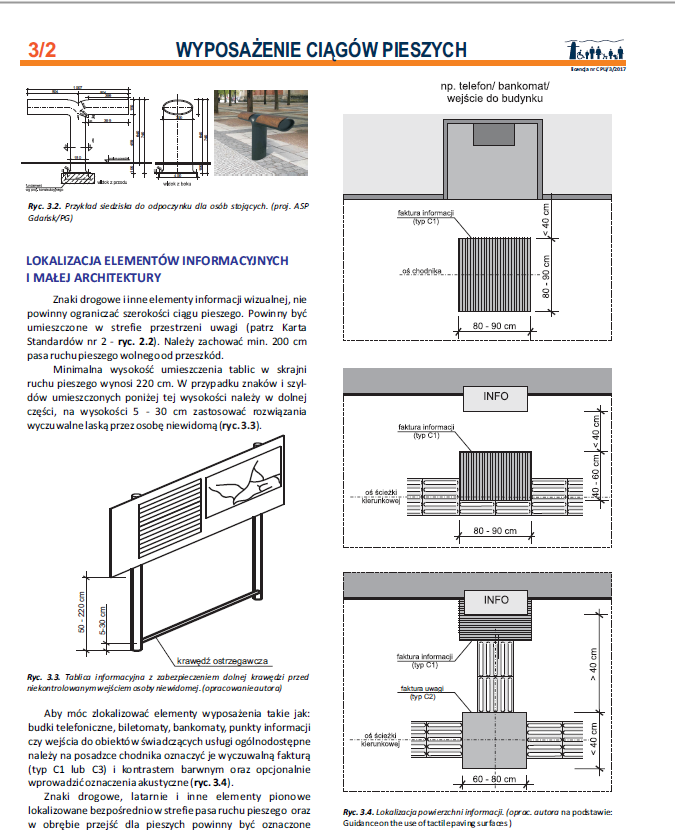 3/2
WYPOSAŻENIE CIĄGÓW PIESZYCH
licencja nr CPU/3/2017
widok z przodu
widok z boku
Ryc. 3.2. Przykład siedziska do odpoczynku dla osób stojących. (proj. ASP
Gdańsk/PG)
LOKALIZACJA ELEMENTÓW INFORMACYJNYCH
I MAŁEJ ARCHITEKTURY
Znaki drogowe i inne elementy informacji wizualnej, nie
powinny ograniczać szerokości ciągu pieszego. Powinny być
umieszczone w strefie przestrzeni uwagi (patrz Karta
Standardów nr 2 - ryc. 2.2). Należy zachować min. 200 cm
pasa ruchu pieszego wolnego od przeszkód.
Minimalna wysokość umieszczenia tablic w skrajni
ruchu pieszego wynosi 220 cm. W przypadku znaków i szyl-
dów umieszczonych poniżej tej wysokości należy w dolnej
części, na wysokości 5 - 30 cm zastosować rozwiązania
wyczuwalne laską przez osobę niewidomą (ryc. 3.3).
50 - 220 cm
5-30 cm
krawędź ostrzegawcza
Ryc. 3.3. Tablica informacyjna z zabezpieczeniem dolnej krawędzi przed
niekontrolowanym wejściem osoby niewidomej. (opracowanie autora)
Aby móc zlokalizować elementy wyposażenia takie jak:
budki telefoniczne, biletomaty, bankomaty, punkty informacji
czy wejścia do obiektów świadczących usługi ogólnodostępne
należy na posadzce chodnika oznaczyć je wyczuwalną fakturą
(typ C1 lub C3) i kontrastem barwnym oraz opcjonalnie
wprowadzić oznaczenia akustyczne (ryc. 3.4).
Znaki drogowe, latarnie i inne elementy pionowe
lokalizowane bezpośrednio w strefie pasa ruchu pieszego oraz
w obrębie przejść dla pieszych powinny być oznaczone
np. telefon/ bankomat/
wejście do budynku
faktura informacji
(typ C1)
< 40 cm
oś chodnika
80 - 90 cm
80 - 90 cm
INFO
faktura informacji
(typ C1)
< 40 cm
oś ścieżki
kierunkowej
40 - 60 cm
80 - 90 cm
INFO
faktura informacji
(typ C1)
> 40 cm
faktura uwagi
(typ C2)
oś ścieżki
kierunkowej
< 40 cm
60 - 80 cm
Ryc. 3.4. Lokalizacja powierzchni informacji. (oprac. autora na podstawie:
Guidance on the use of tactile paving surfaces )